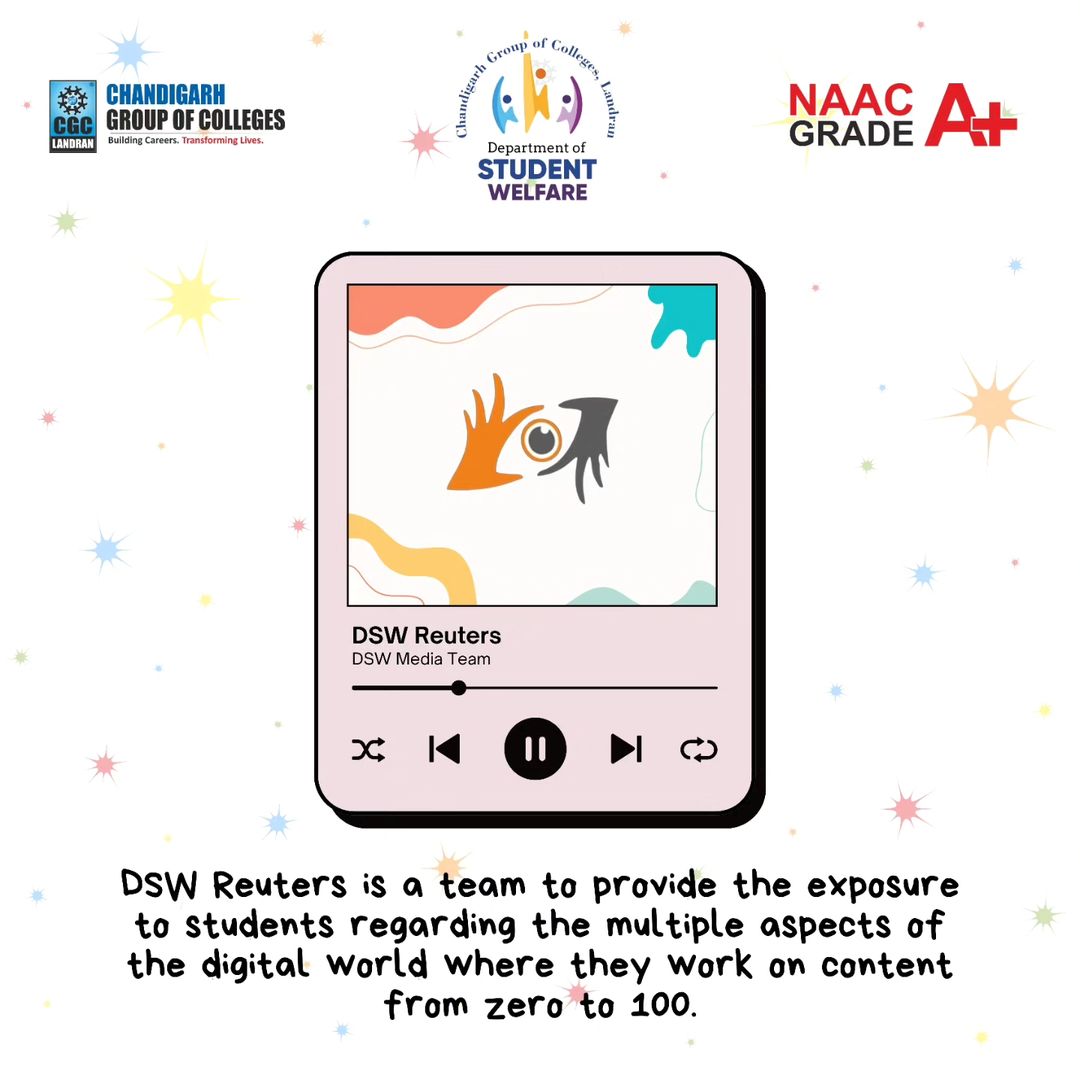 CGC
LANDRAN
CHANDIGARH
GROUP OF COLLEGES
Building Careers. Transforming Lives.
Chandigarh Group of Colleges, Landran
Department of
STUDENT
WELFARE
NAAC
GRADE
A+
DSW Reuters
DSW Media Team
DSW Reuters is a team to provide the exposure
to students regarding the multiple aspects of
the digital world where they work on content
from zero to 100.